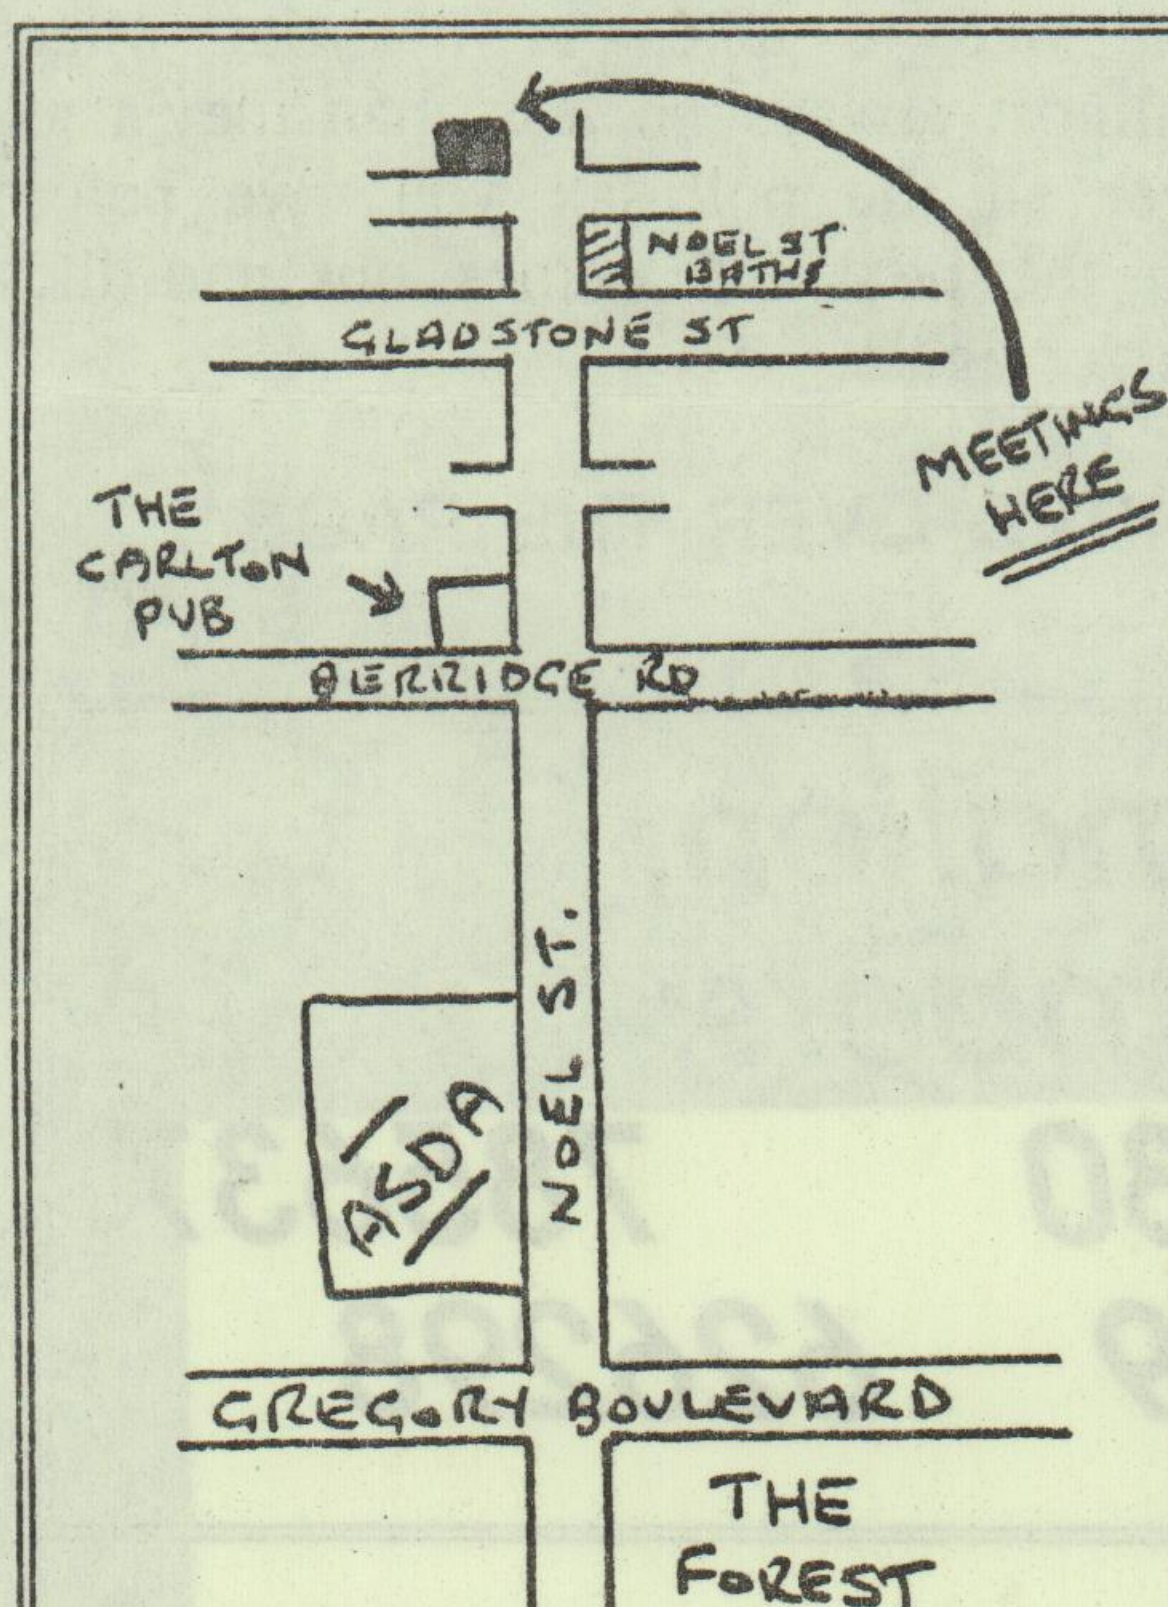 NOEL ST
BATHS
GLADSTONE ST
MEETINGS
HERE
THE
CARLTON
PUB
BERRIDGE RD
NOEL ST.
ASDA
GREGORY BOULEVARD
THE
FOREST